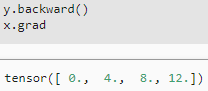 y.backward()
x.grad
tensor([ 0.,  4.,  8., 12.])